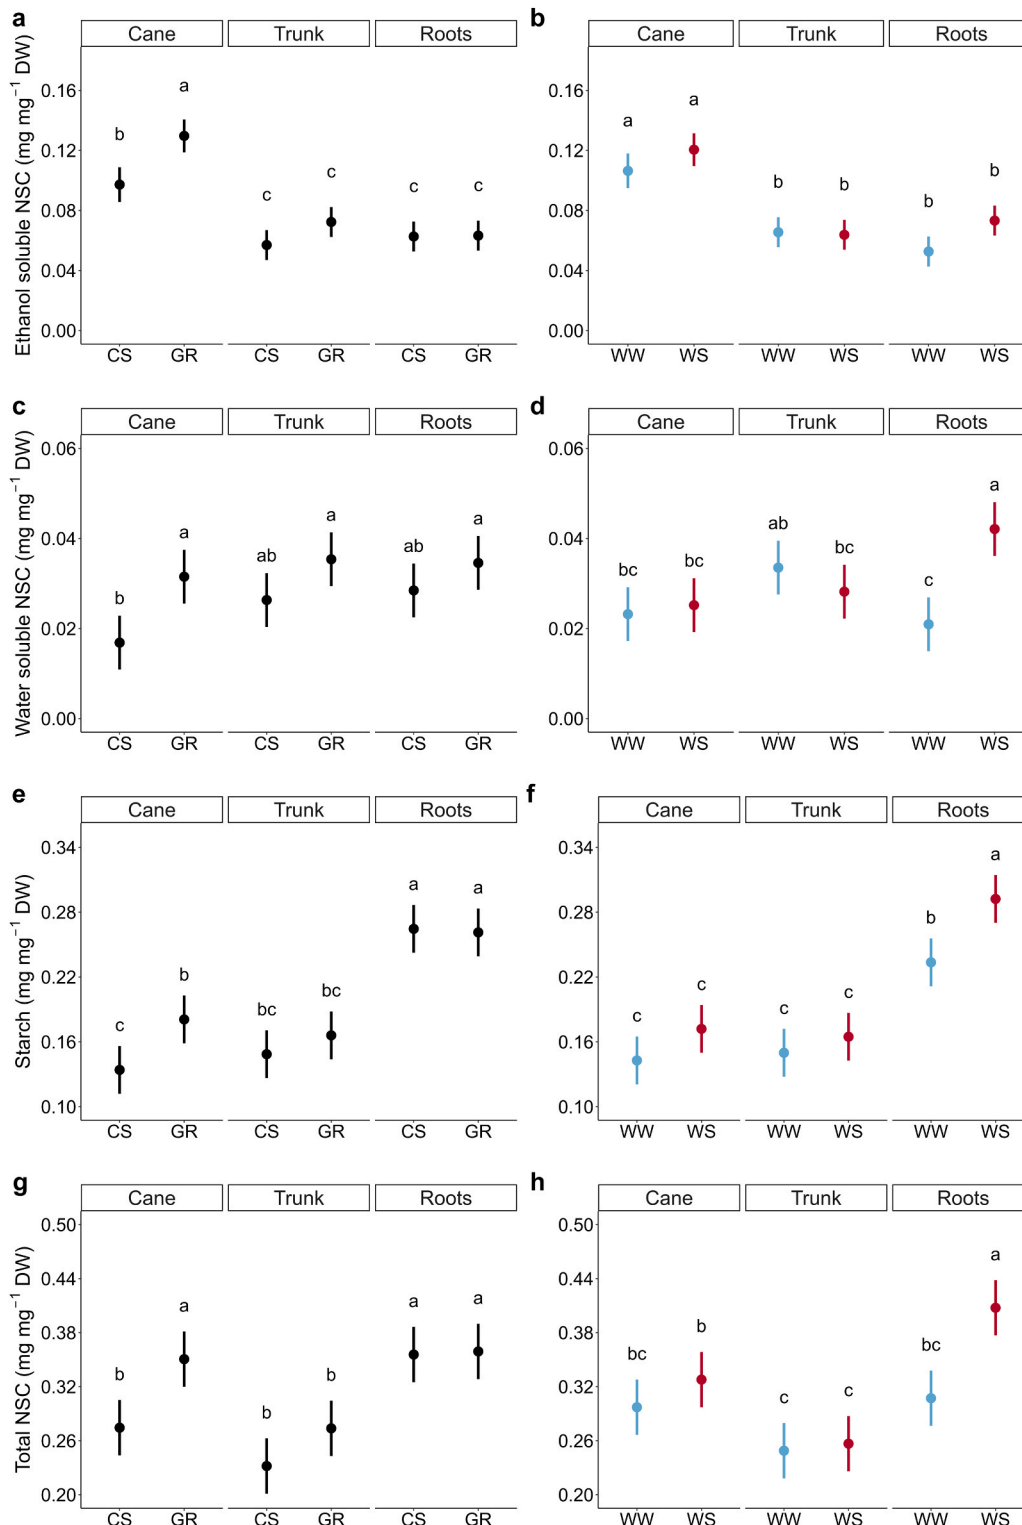 a
Cane Trunk Roots
Ethanol soluble NSC (mg mg⁻¹ DW)
0.16
0.12
0.08
0.04
0.00
b a c c c c
CS GR CS GR CS GR
b
Cane Trunk Roots
0.16
0.12
0.08
0.04
0.00
a a b b b b
WW WS WW WS WW WS
c
Cane Trunk Roots
Water soluble NSC (mg mg⁻¹ DW)
0.06
0.04
0.02
0.00
b a ab a ab a
CS GR CS GR CS GR
d
Cane Trunk Roots
0.06
0.04
0.02
0.00
bc bc ab bc c a
WW WS WW WS WW WS
e
Cane Trunk Roots
Starch (mg mg⁻¹ DW)
0.34
0.28
0.22
0.16
0.10
c b bc bc a a
CS GR CS GR CS GR
f
Cane Trunk Roots
0.34
0.28
0.22
0.16
0.10
c c c c b a
WW WS WW WS WW WS
g
Cane Trunk Roots
Total NSC (mg mg⁻¹ DW)
0.50
0.44
0.38
0.32
0.26
0.20
b a b b a a
CS GR CS GR CS GR
h
Cane Trunk Roots
0.50
0.44
0.38
0.32
0.26
0.20
bc b c c bc a
WW WS WW WS WW WS